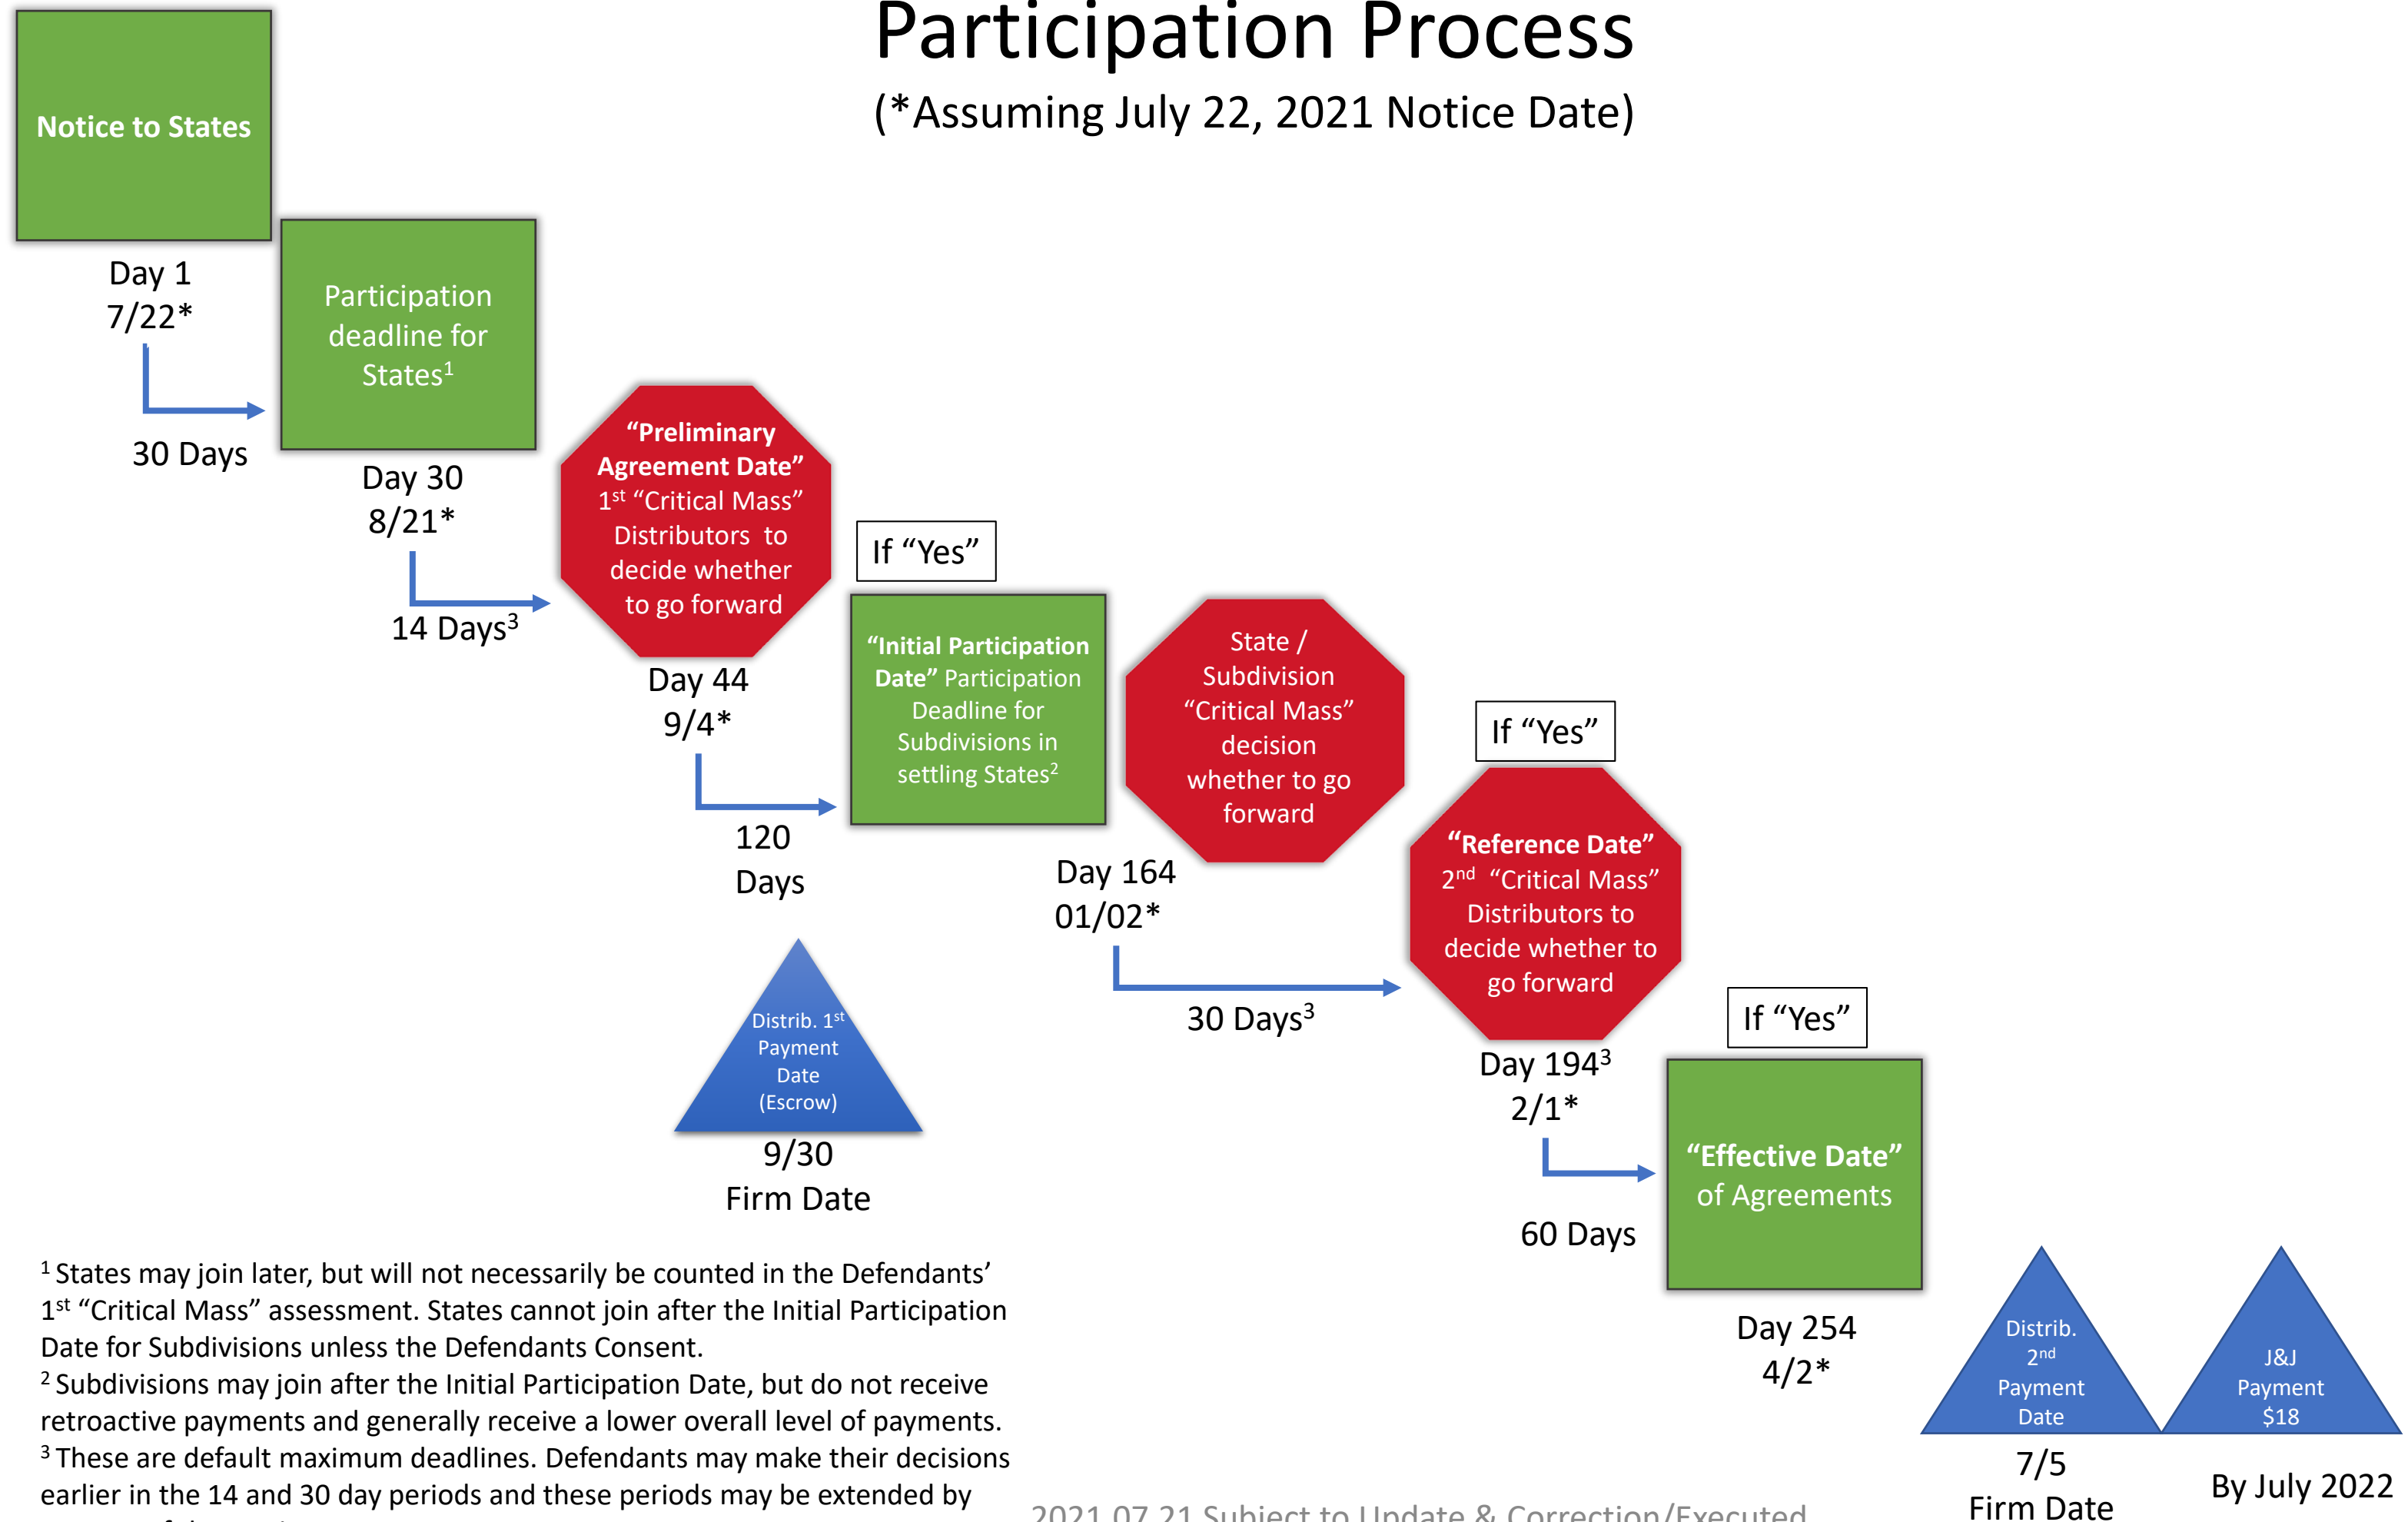 Participation Process
(*Assuming July 22, 2021 Notice Date)
Notice to States
Day 1
7/22*
30 Days
Participation
deadline for
States1
Day 30
8/21*
14 Days3
“Preliminary
Agreement Date”
1st “Critical Mass”
Distributors to
decide whether
to go forward
Day 44
9/4*
120
Days
If “Yes”
“Initial Participation
Date” Participation
Deadline for
Subdivisions in
settling States2
State /
Subdivision
“Critical Mass”
decision
whether to go
forward
Day 164
01/02*
30 Days3
If “Yes”
“Reference Date”
2nd “Critical Mass”
Distributors to
decide whether to
go forward
Day 1943
2/1*
60 Days
If “Yes”
“Effective Date”
of Agreements
Day 254
4/2*
Distrib. 1st
Payment
Date
(Escrow)
9/30
Firm Date
Distrib.
2nd
Payment
Date
7/5
Firm Date
J&J
Payment
$18
By July 2022
1 States may join later, but will not necessarily be counted in the Defendants’
1st “Critical Mass” assessment. States cannot join after the Initial Participation
Date for Subdivisions unless the Defendants Consent.
2 Subdivisions may join after the Initial Participation Date, but do not receive
retroactive payments and generally receive a lower overall level of payments.
3 These are default maximum deadlines. Defendants may make their decisions
earlier in the 14 and 30 day periods and these periods may be extended by
2021.07.21 Subject to Update & Correction/Executed